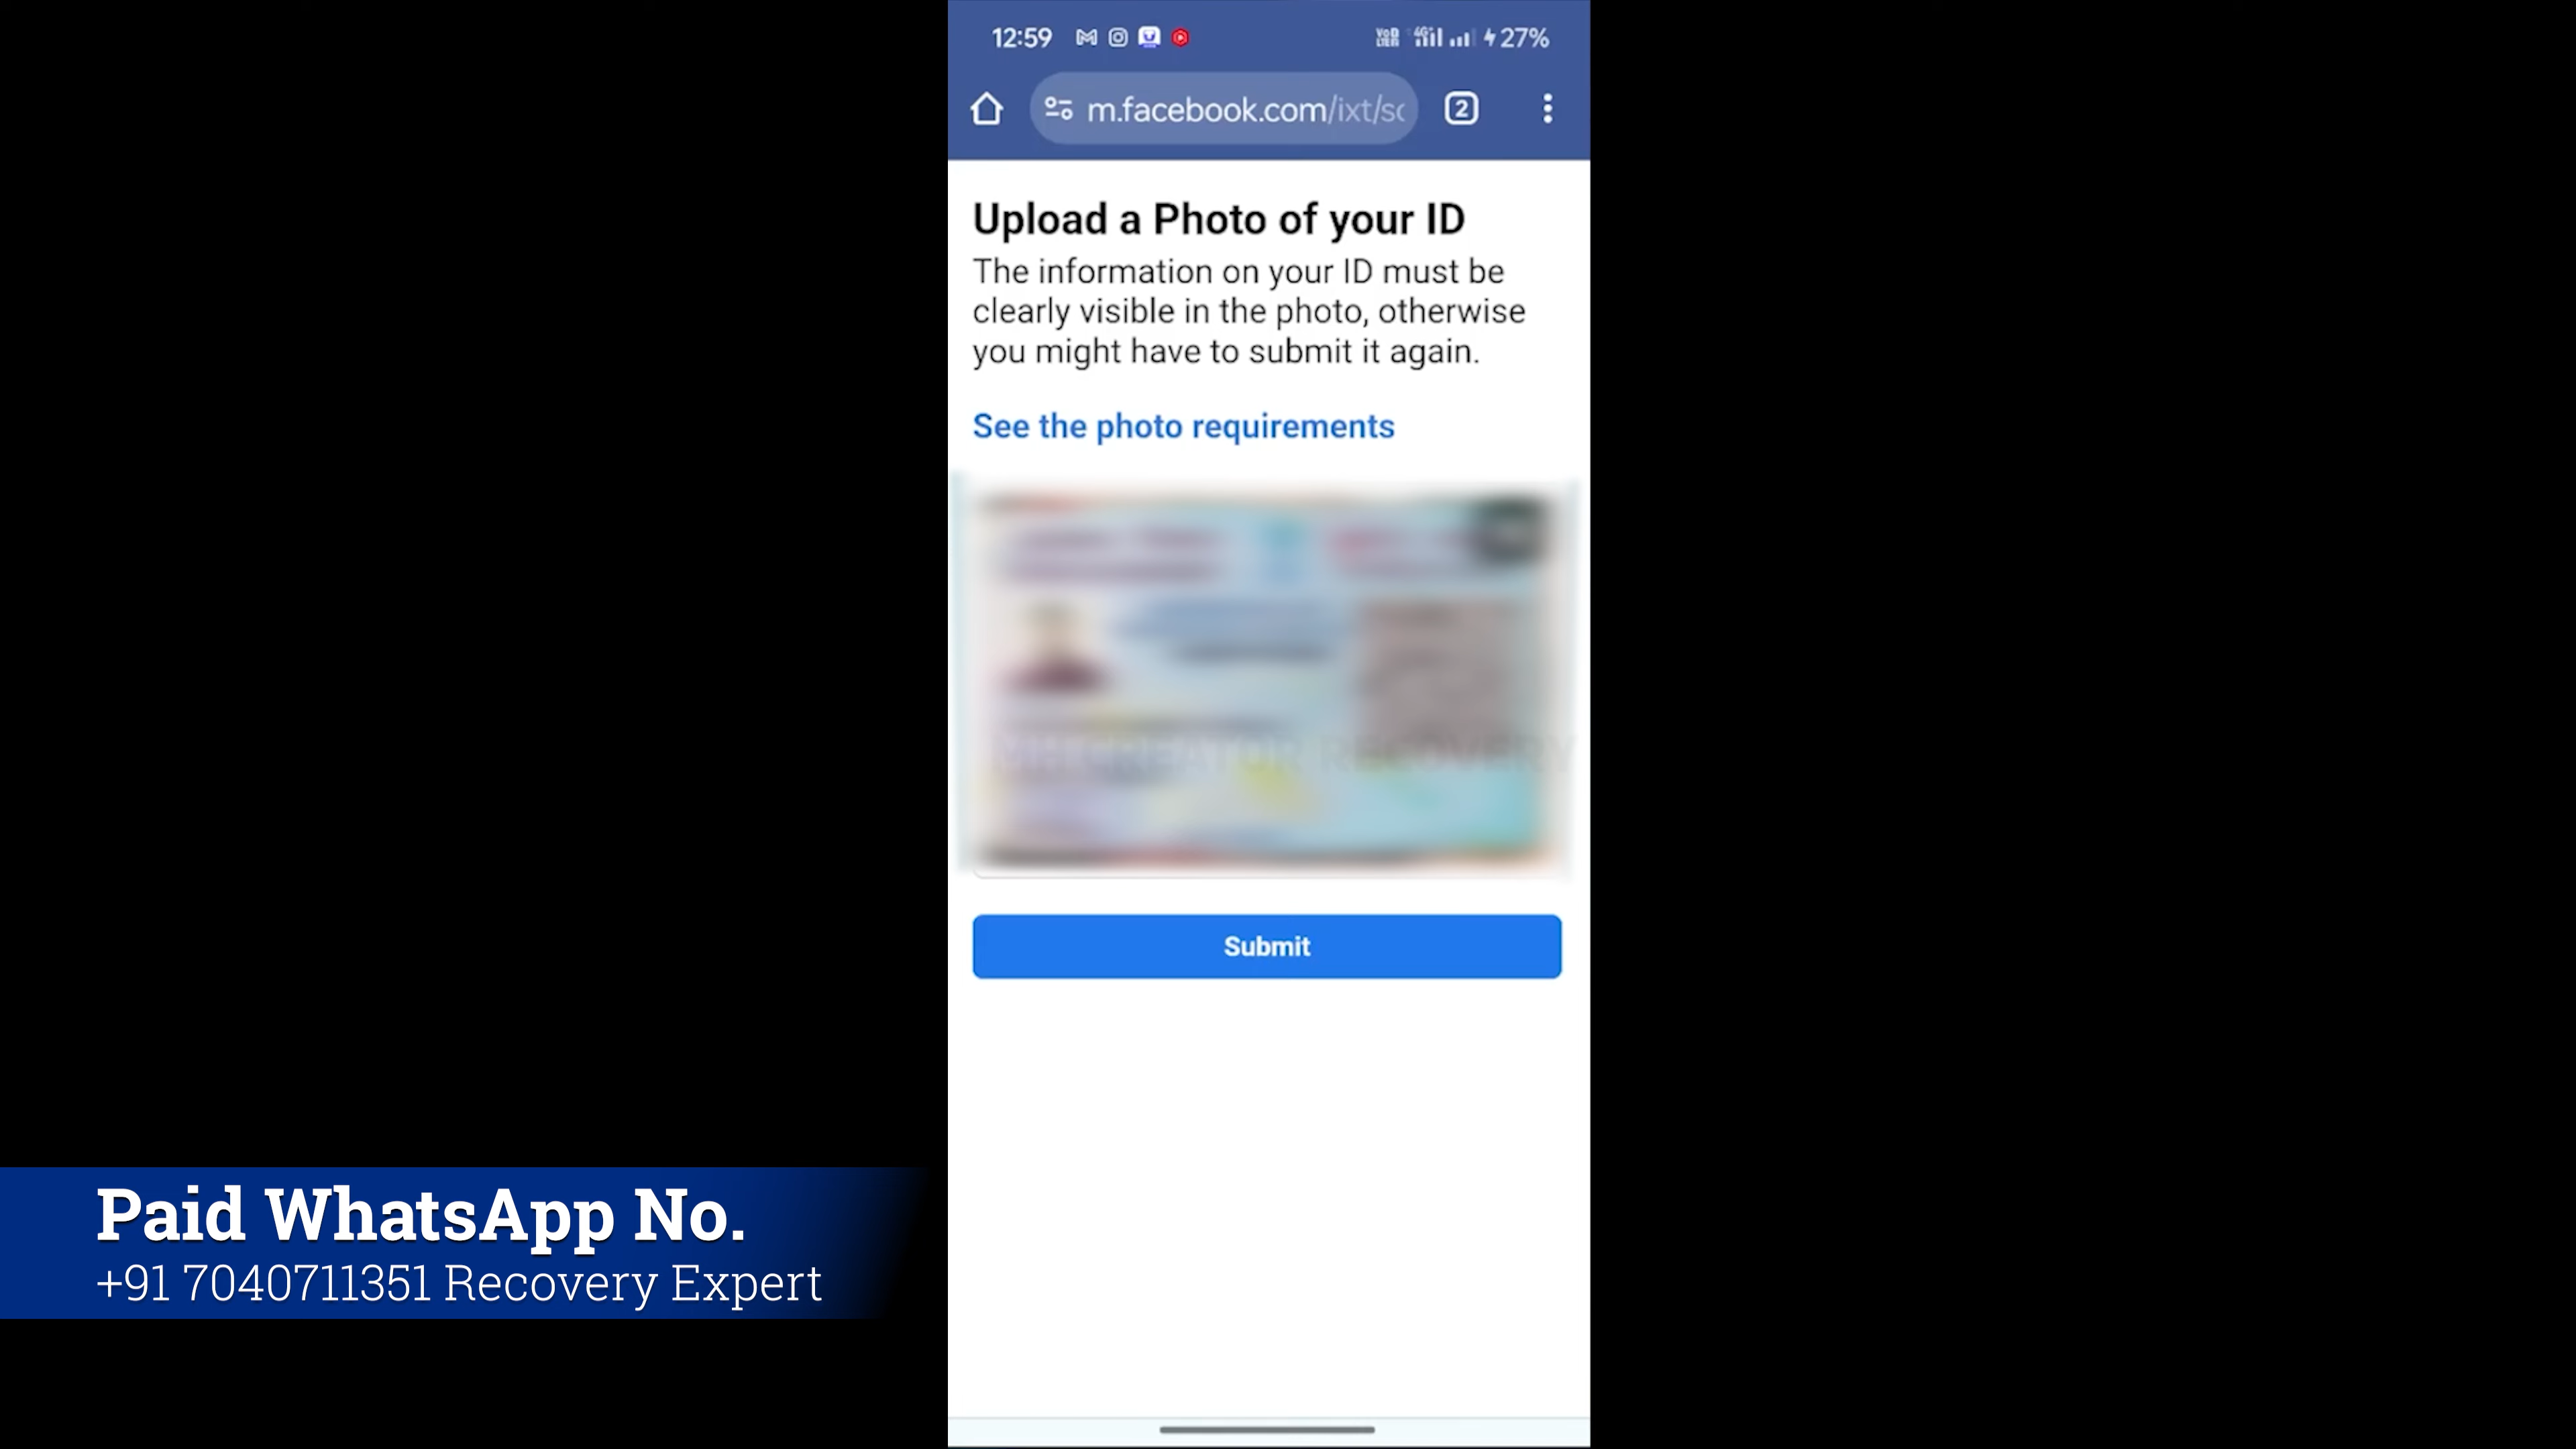 12:59
27%
m.facebook.com/ixt/sc
2
Upload a Photo of your ID
The information on your ID must be
clearly visible in the photo, otherwise
you might have to submit it again.
See the photo requirements
CREATOR RECOVERY
Submit
Paid WhatsApp No.
+91 7040711351 Recovery Expert